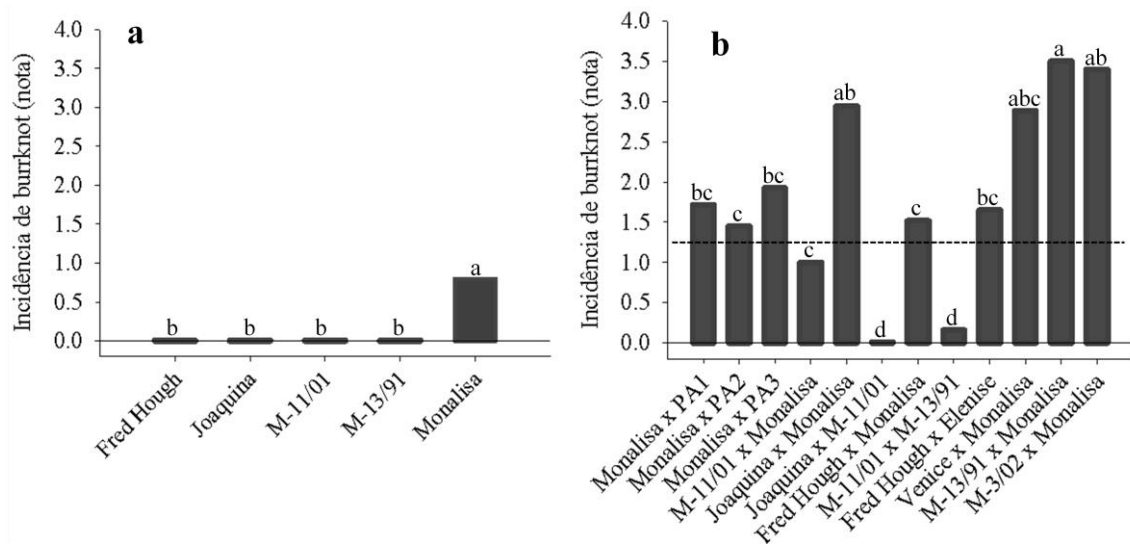 a
Incidência de burrknot (nota)
4.0
3.5
3.0
2.5
2.0
1.5
1.0
0.5
0.0
b
b
b
b
a
Fred Hough
Joaquina
M-11/01
M-13/91
Monalisa
b
Incidência de burrknot (nota)
4.0
3.5
3.0
2.5
2.0
1.5
1.0
0.5
0.0
bc
c
bc
c
ab
d
c
d
bc
abc
a
ab
Monalisa x PA1
Monalisa x PA2
Monalisa x PA3
M-11/01 x Monalisa
Joaquina x Monalisa
Joaquina x M-11/01
Fred Hough x Monalisa
M-11/01 x M-13/91
Fred Hough x Elenise
Venice x Monalisa
M-13/91 x Monalisa
M-3/02 x Monalisa